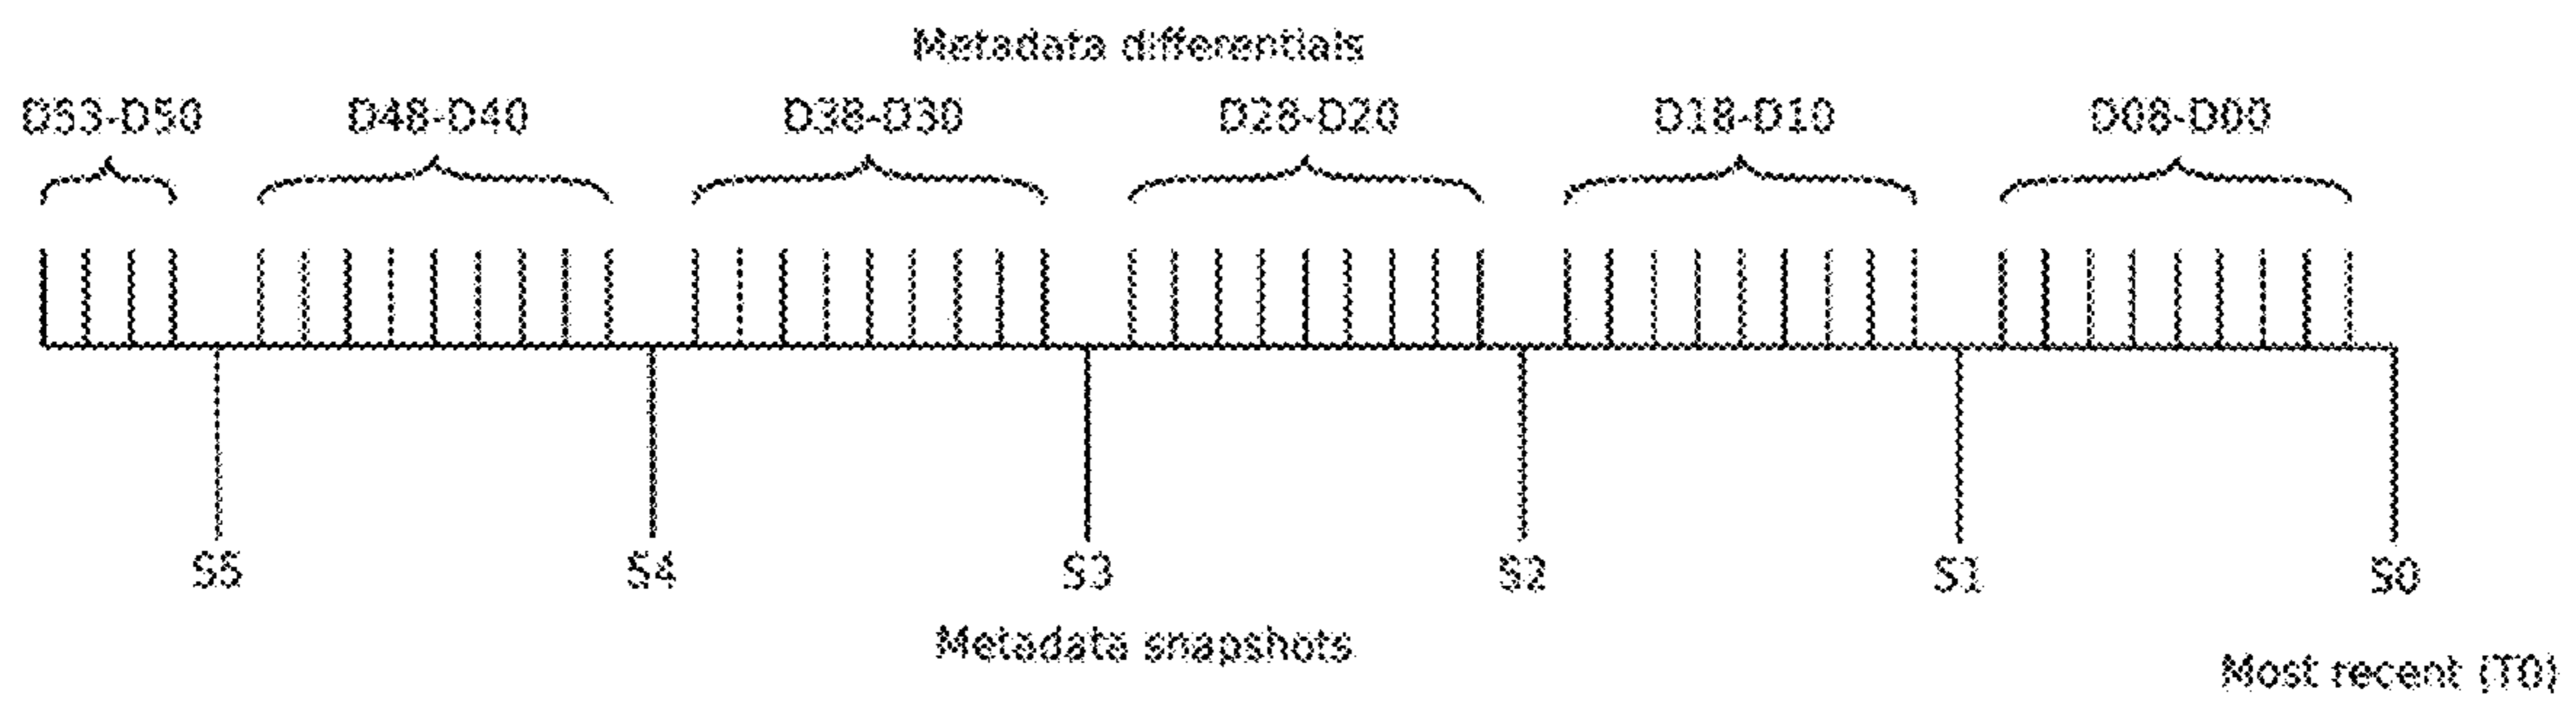 Metadata differentials
D53-D50 D48-D40 D38-D30 D28-D20 D18-D10 D08-D00
S5 S4 S3 S2 S1 S0
Metadata snapshots
Most recent (T0)